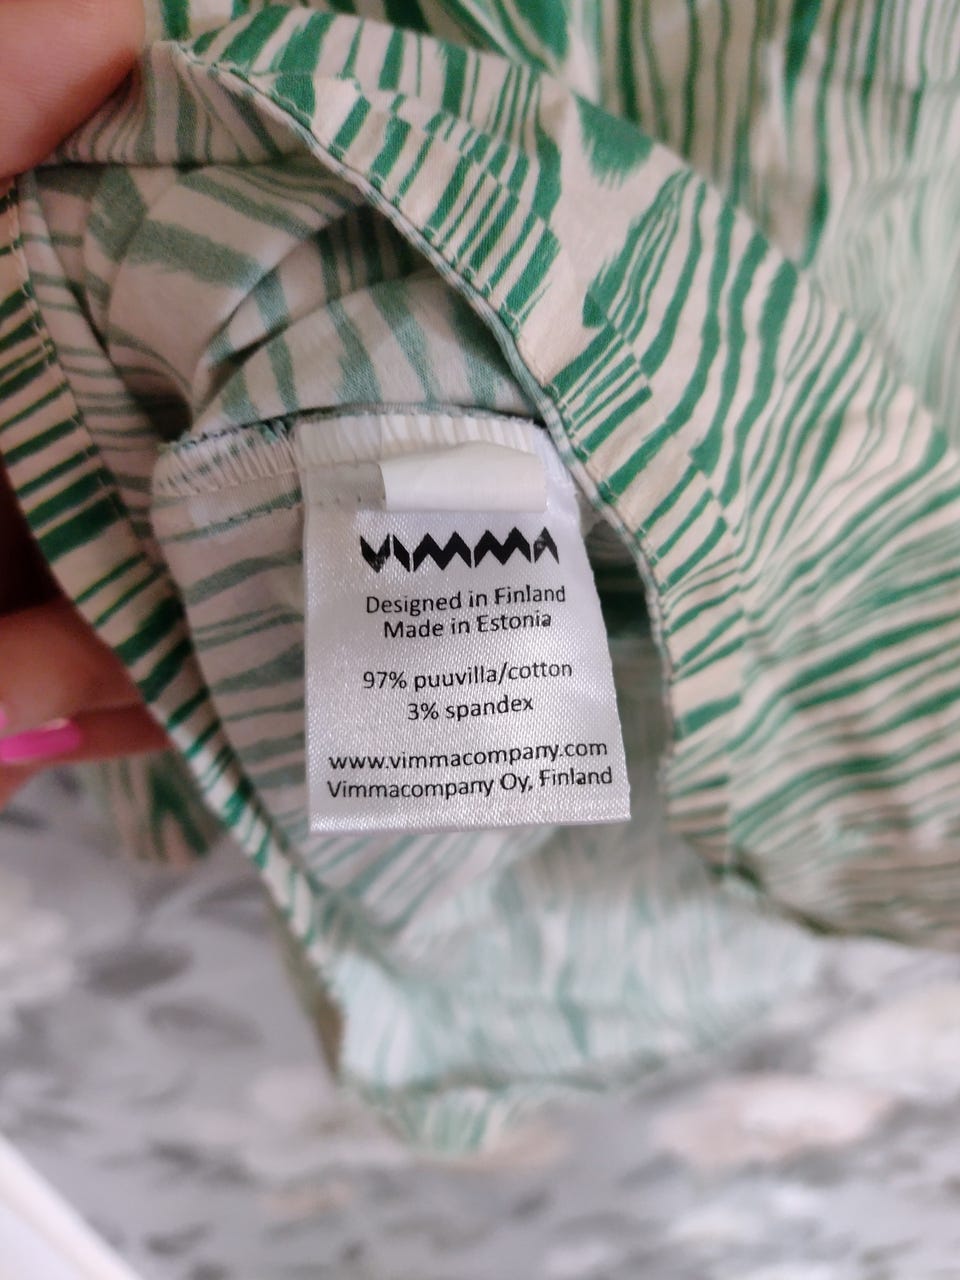 VIMMA
Designed in Finland
Made in Estonia
97% puuvilla/cotton
3% spandex
www.vimmacompany.com
Vimmacompany Oy, Finland